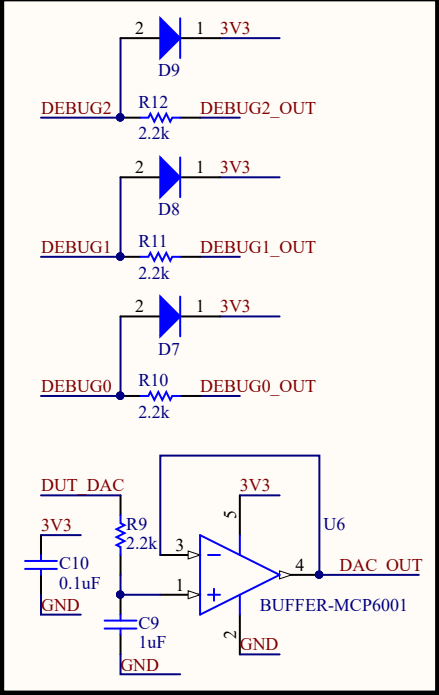 2 1 3V3
D9
R12
DEBUG2 DEBUG2_OUT
2.2k
2 1 3V3
D8
R11
DEBUG1 DEBUG1_OUT
2.2k
2 1 3V3
D7
R10
DEBUG0 DEBUG0_OUT
2.2k
DUT_DAC
3V3
5
R9
2.2k
U6
3V3
C10
0.1uF
GND
3
4
DAC_OUT
1
BUFFER-MCP6001
C9
1uF
GND
2
GND